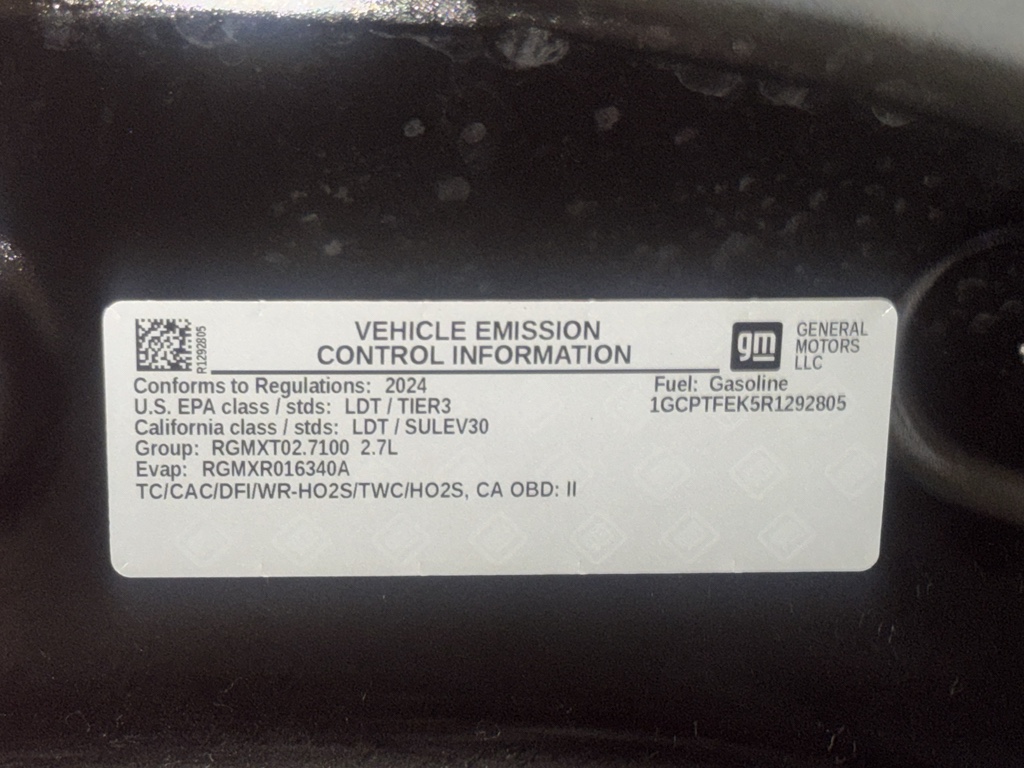 R1292805
VEHICLE EMISSION
CONTROL INFORMATION
gm
GENERAL
MOTORS
LLC
Conforms to Regulations: 2024
U.S. EPA class / stds: LDT / TIER3
California class / stds: LDT / SULEV30
Group: RGMXT02.7100 2.7L
Evap: RGMXR016340A
TC/CAC/DFI/WR-HO2S/TWC/HO2S, CA OBD: II
Fuel: Gasoline
1GCPTFEK5R1292805